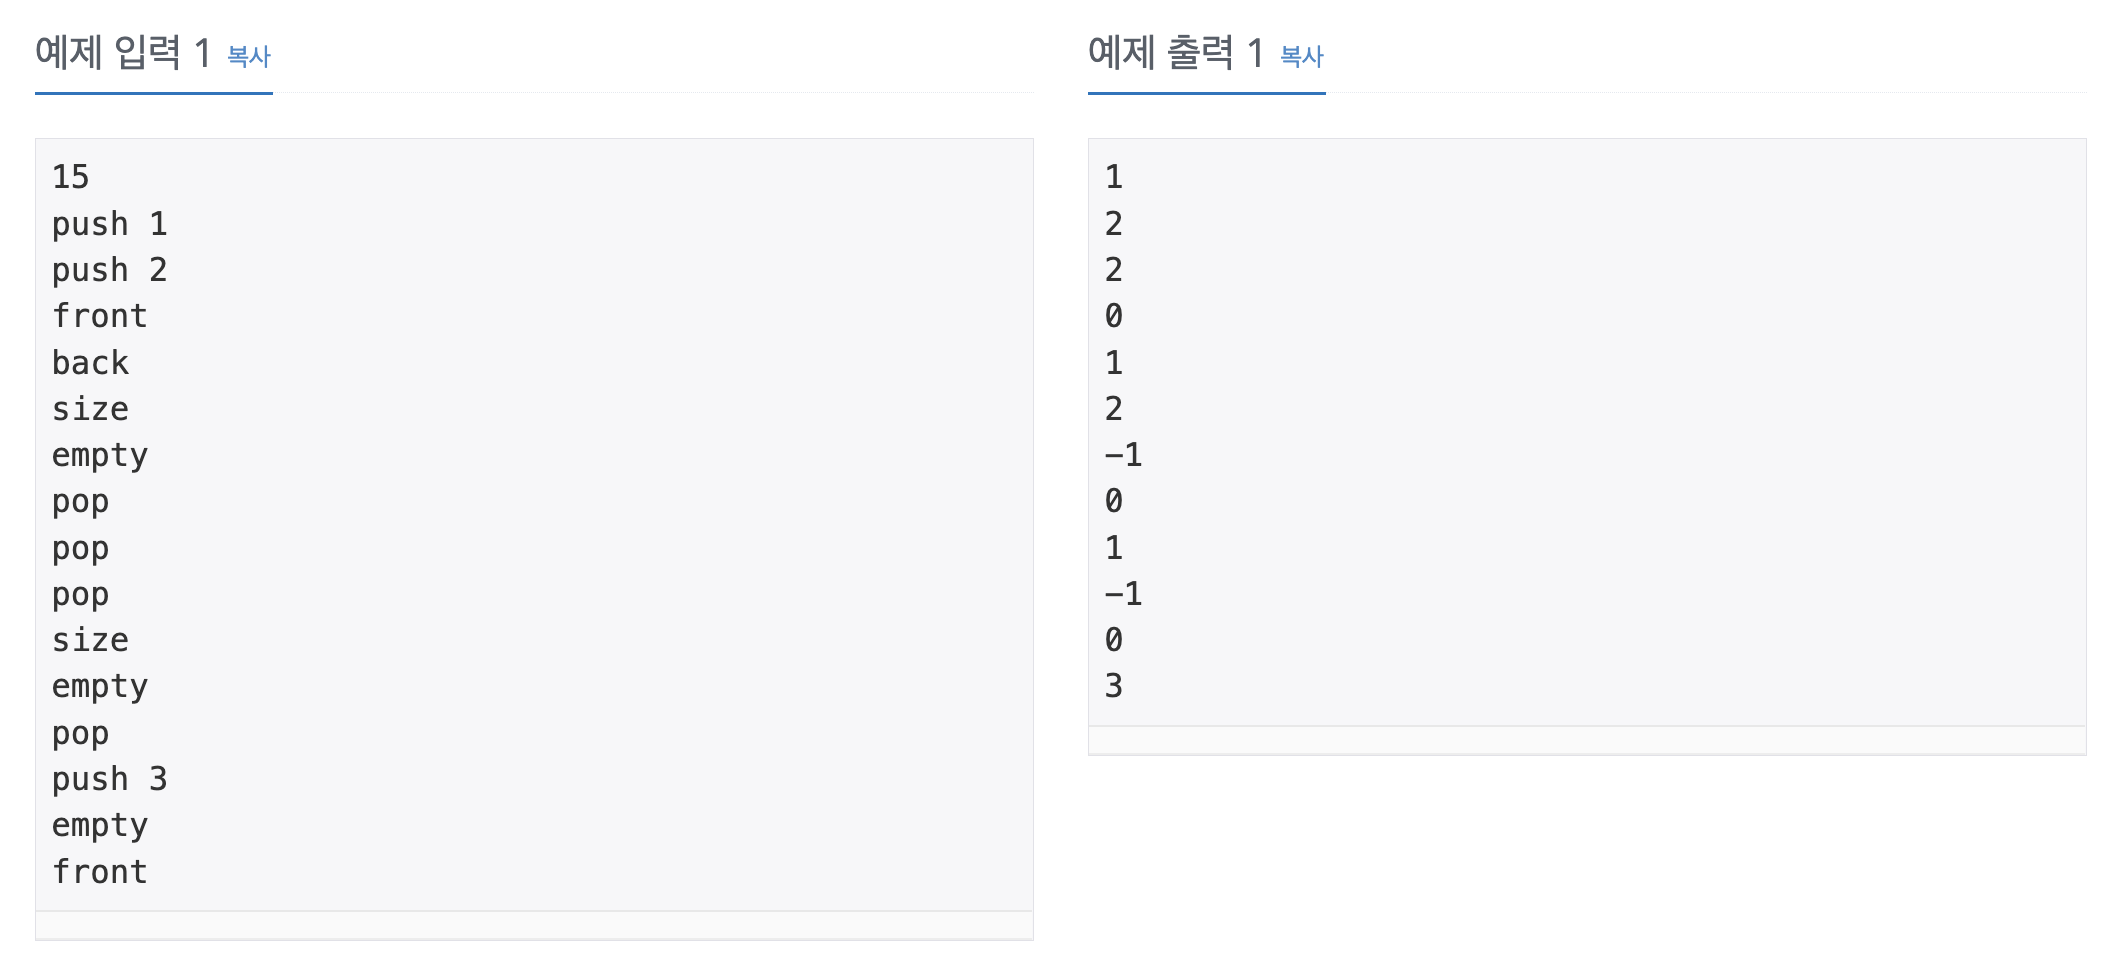 예제 입력 1 복사
15
push 1
push 2
front
back
size
empty
pop
pop
pop
size
empty
pop
push 3
empty
front
예제 출력 1 복사
1
2
2
0
1
2
-1
0
1
-1
0
3